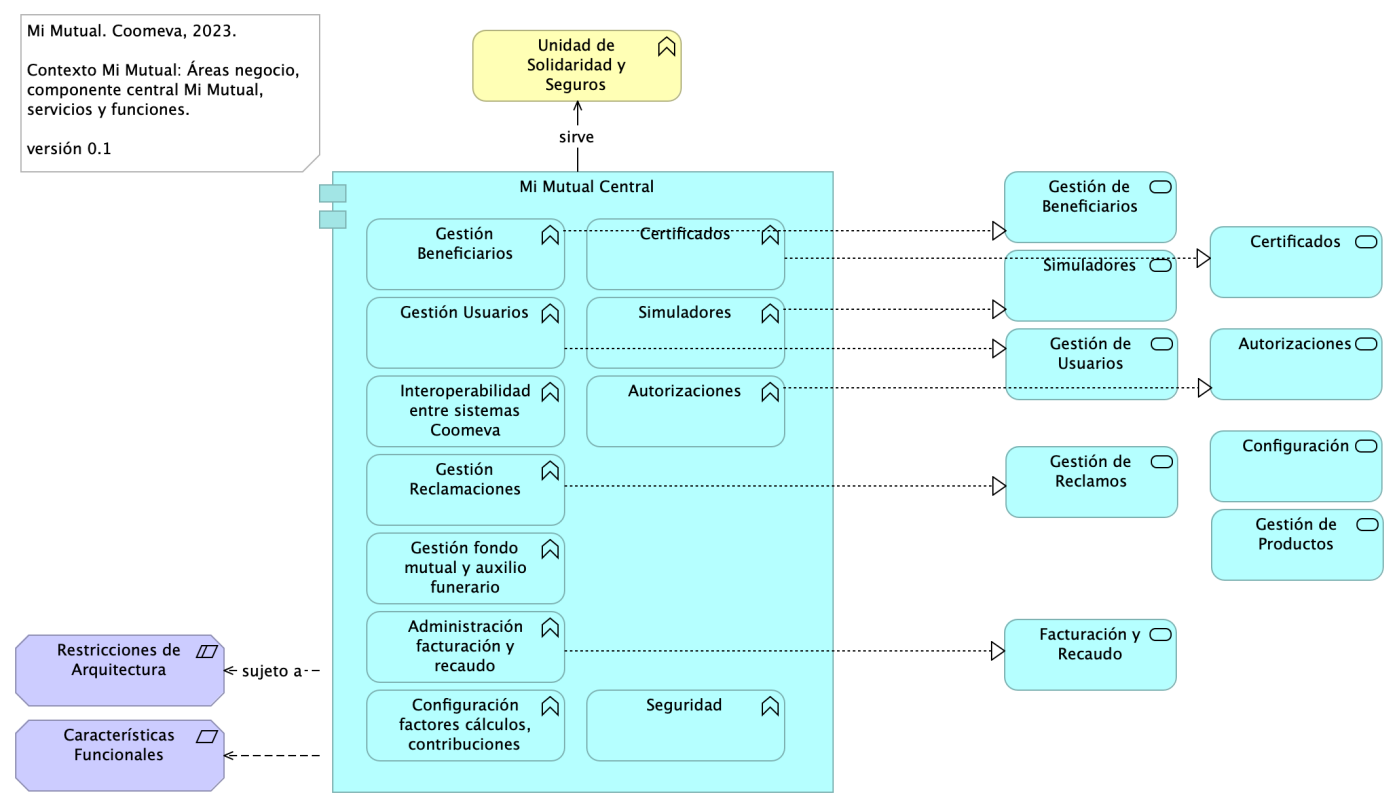 Mi Mutual. Coomeva, 2023.
Contexto Mi Mutual: Áreas negocio,
componente central Mi Mutual,
servicios y funciones.
versión 0.1
Unidad de
Solidaridad y
Seguros
sirve
Mi Mutual Central
Gestión
Beneficiarios
Certificados
Gestión Usuarios
Simuladores
Interoperabilidad
entre sistemas
Coomeva
Autorizaciones
Gestión
Reclamaciones
Gestión fondo
mutual y auxilio
funerario
Administración
facturación y
recaudo
Configuración
factores cálculos,
contribuciones
Seguridad
Gestión de
Beneficiarios
Certificados
Simuladores
Gestión de
Usuarios
Autorizaciones
Gestión de
Reclamos
Configuración
Gestión de
Productos
Facturación y
Recaudo
Restricciones de
Arquitectura
sujeto a
Características
Funcionales